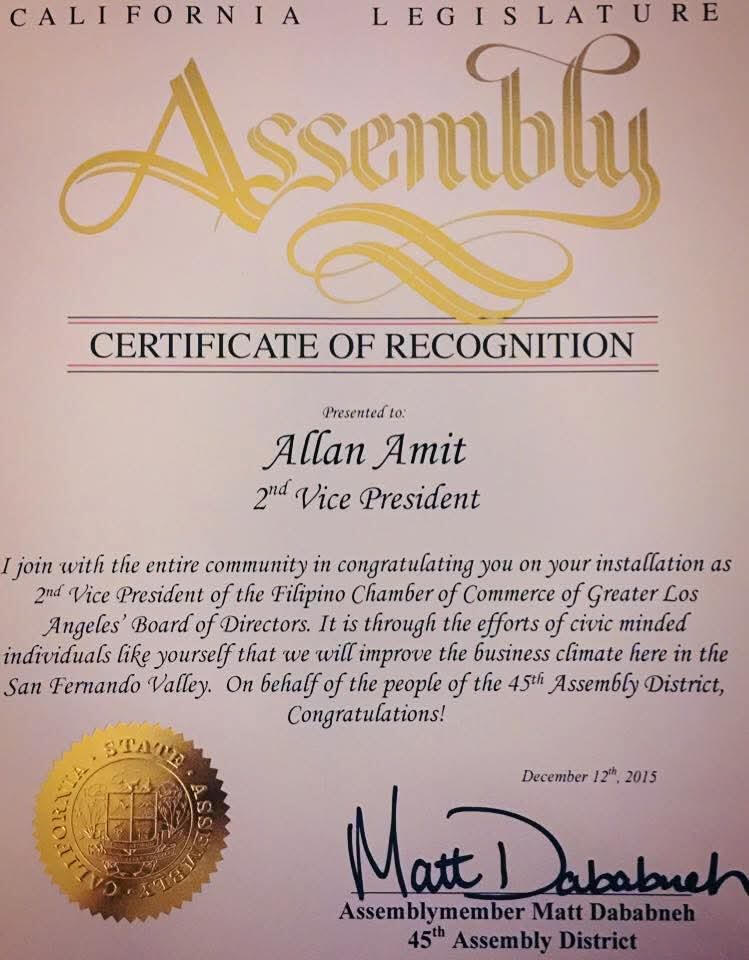 CALIFORNIA LEGISLATURE
Assembly
CERTIFICATE OF RECOGNITION
Presented to:
Allan Amit
2nd Vice President
I join with the entire community in congratulating you on your installation as
2nd Vice President of the Filipino Chamber of Commerce of Greater Los
Angeles' Board of Directors. It is through the efforts of civic minded
individuals like yourself that we will improve the business climate here in the
San Fernando Valley. On behalf of the people of the 45th Assembly District,
Congratulations!
CALIFORNIA · STATE · ASSEMBLY
December 12th, 2015
Matt Dababneh
Assemblymember Matt Dababneh
45th Assembly District